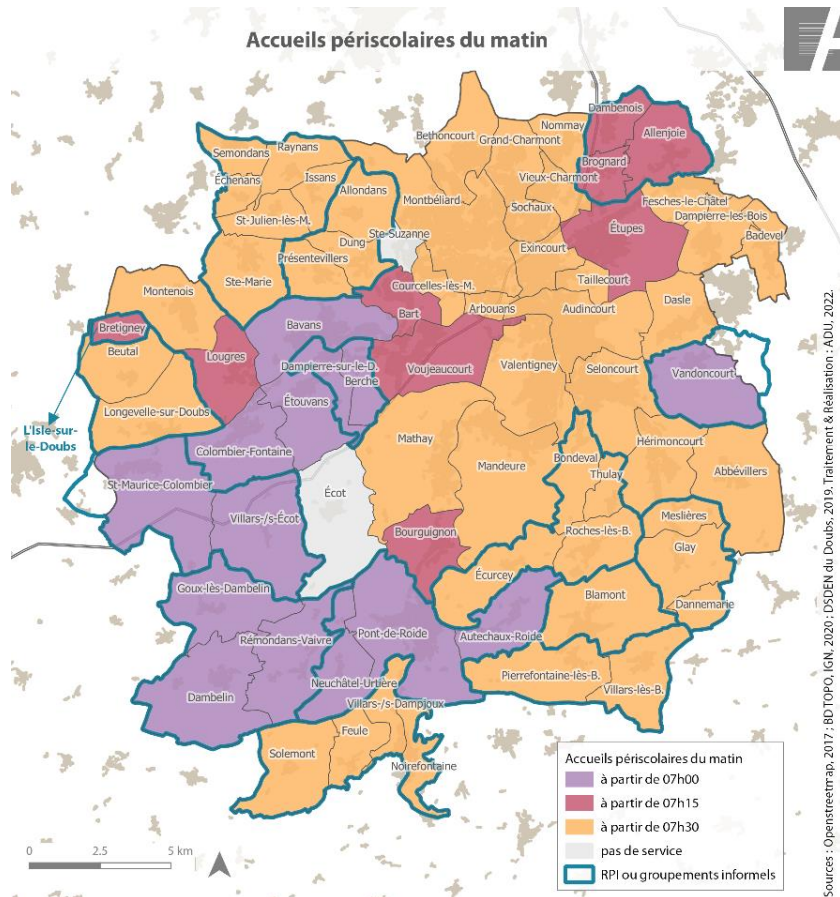 Accueils périscolaires du matin
Dambenois
Allenjoie
Nommay
Bethoncourt
Grand-Charmont
Brognard
Raynans
Semondans
Issans
Échenans
Allondans
Vieux-Charmont
Montbéliard
Sochaux
Fesches-le-Châtel
Dampierre-les-Bois
Badevel
Étupes
St-Julien-lès-M.
Ste-Suzanne
Dung
Présentevillers
Exincourt
Taillecourt
Ste-Marie
Montenois
Courcelles-lès-M.
Arbouans
Audincourt
Dasle
Bart
Bavans
Bretigney
Beutal
Lougres
Dampierre-sur-le-D.
Berche
Voujeaucourt
Valentigney
Seloncourt
Vandoncourt
Étouvans
Longevelle-sur-Doubs
L'Isle-sur-
le-Doubs
Colombier-Fontaine
Mathay
Mandeure
Bondeval
Thulay
Hérimoncourt
Abbévillers
St-Maurice-Colombier
Écot
Villars-/s-Écot
Bourguignon
Roches-lès-B.
Meslières
Glay
Écurcey
Blamont
Dannemarie
Goux-lès-Dambelin
Rémondans-Vaivre
Pont-de-Roide
Autechaux-Roide
Dambelin
Neuchâtel-Urtière
Pierrefontaine-lès-B.
Villars-lès-B.
Villars-/s-Dampjoux
Feule
Solemont
Noirefontaine
Accueils périscolaires du matin
à partir de 07h00
à partir de 07h15
à partir de 07h30
pas de service
RPI ou groupements informels
0 2.5 5 km
Sources : Openstreetmap, 2017 ; BD TOPO, IGN, 2020 ; DSDEN du Doubs, 2019. Traitement & Réalisation : ADU, 2022.